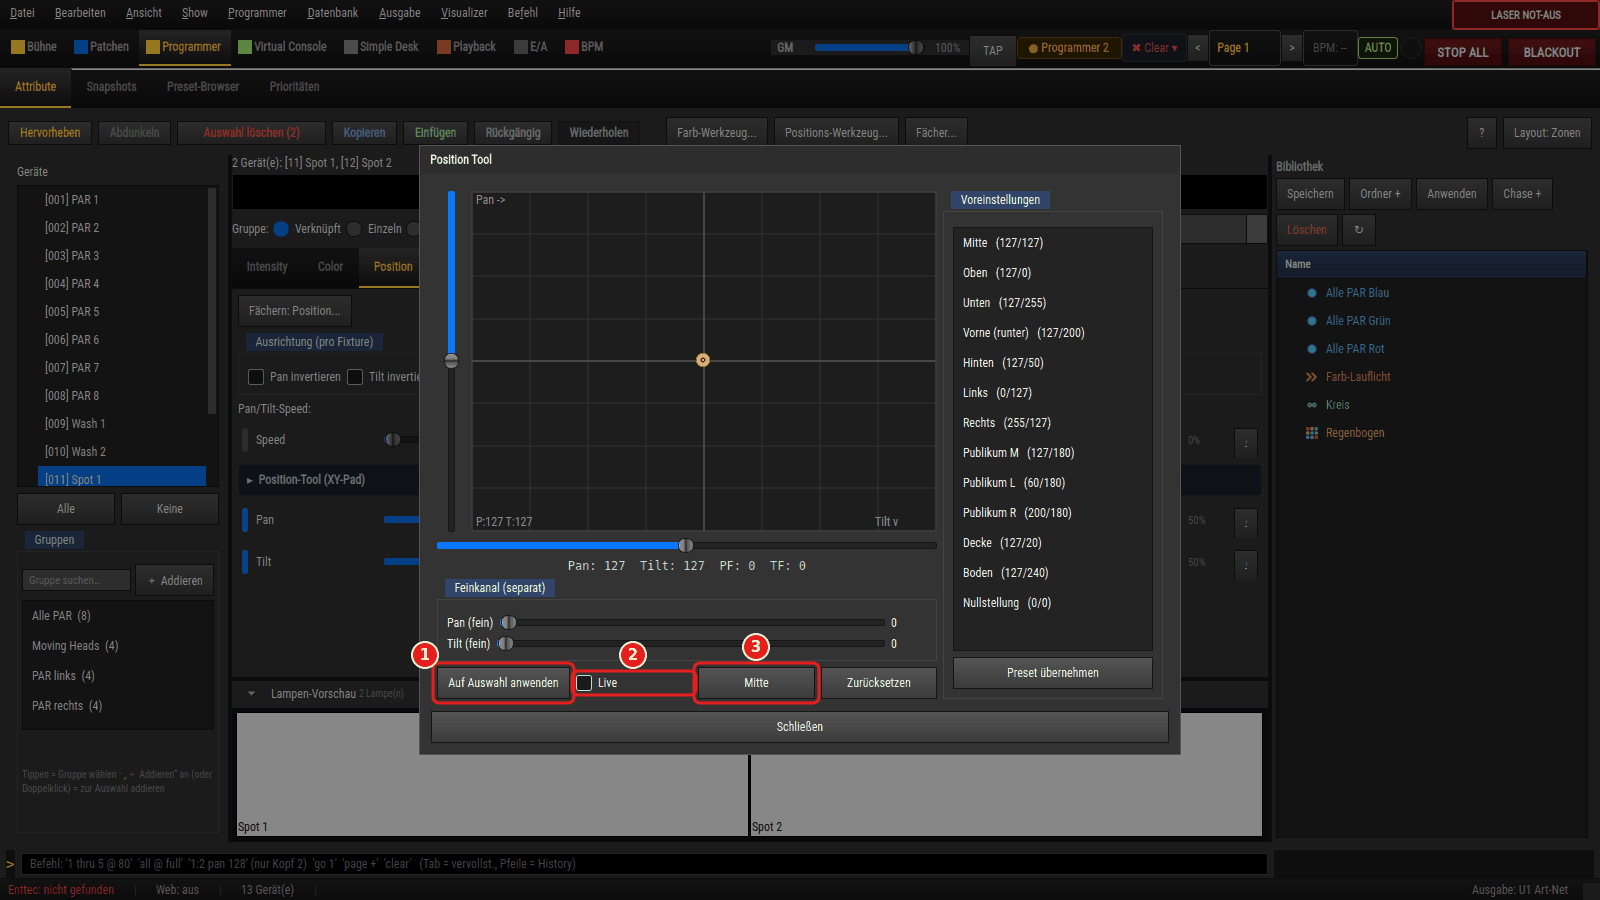 Datei Bearbeiten Ansicht Show Programmer Datenbank Ausgabe Visualizer Befehl Hilfe LASER NOT-AUS
Bühne Patchen Programmer Virtual Console Simple Desk Playback E/A BPM GM 100% TAP Programmer 2 Clear ▾ < Page 1 > BPM: -- AUTO STOP ALL BLACKOUT
Attribute Snapshots Preset-Browser Prioritäten
Hervorheben Abdunkeln Auswahl löschen (2) Kopieren Einfügen Rückgängig Wiederholen Farb-Werkzeug... Positions-Werkzeug... Fächer... ? Layout: Zonen
Geräte
[001] PAR 1
[002] PAR 2
[003] PAR 3
[004] PAR 4
[005] PAR 5
[006] PAR 6
[007] PAR 7
[008] PAR 8
[009] Wash 1
[010] Wash 2
[011] Spot 1
Alle Keine
Gruppen
Gruppe suchen... + Addieren
Alle PAR (8)
Moving Heads (4)
PAR links (4)
PAR rechts (4)
Tippen = Gruppe wählen · „+ Addieren" an (oder
Doppelklick) = zur Auswahl addieren
2 Gerät(e): [11] Spot 1, [12] Spot 2
Gruppe: Verknüpft Einzeln
Intensity Color Position
Fächern: Position...
Ausrichtung (pro Fixture)
Pan invertieren Tilt invertie
Pan/Tilt-Speed:
Speed 0%
▸ Position-Tool (XY-Pad)
Pan 50%
Tilt 50%
Lampen-Vorschau 2 Lampe(n)
Spot 1 Spot 2
Position Tool
Pan ->
P:127 T:127 Tilt v
Pan: 127 Tilt: 127 PF: 0 TF: 0
Feinkanal (separat)
Pan (fein) 0
Tilt (fein) 0
1 2 3
Auf Auswahl anwenden Live Mitte Zurücksetzen
Schließen
Voreinstellungen
Mitte (127/127)
Oben (127/0)
Unten (127/255)
Vorne (runter) (127/200)
Hinten (127/50)
Links (0/127)
Rechts (255/127)
Publikum M (127/180)
Publikum L (60/180)
Publikum R (200/180)
Decke (127/20)
Boden (127/240)
Nullstellung (0/0)
Preset übernehmen
Bibliothek
Speichern Ordner + Anwenden Chase +
Löschen ↻
Name
Alle PAR Blau
Alle PAR Grün
Alle PAR Rot
Farb-Lauflicht
Kreis
Regenbogen
> Befehl: '1 thru 5 @ 80' 'all @ full' '1:2 pan 128' (nur Kopf 2) 'go 1' 'page +' 'clear' (Tab = vervollst., Pfeile = History)
Enttec: nicht gefunden Web: aus 13 Gerät(e) Ausgabe: U1 Art-Net